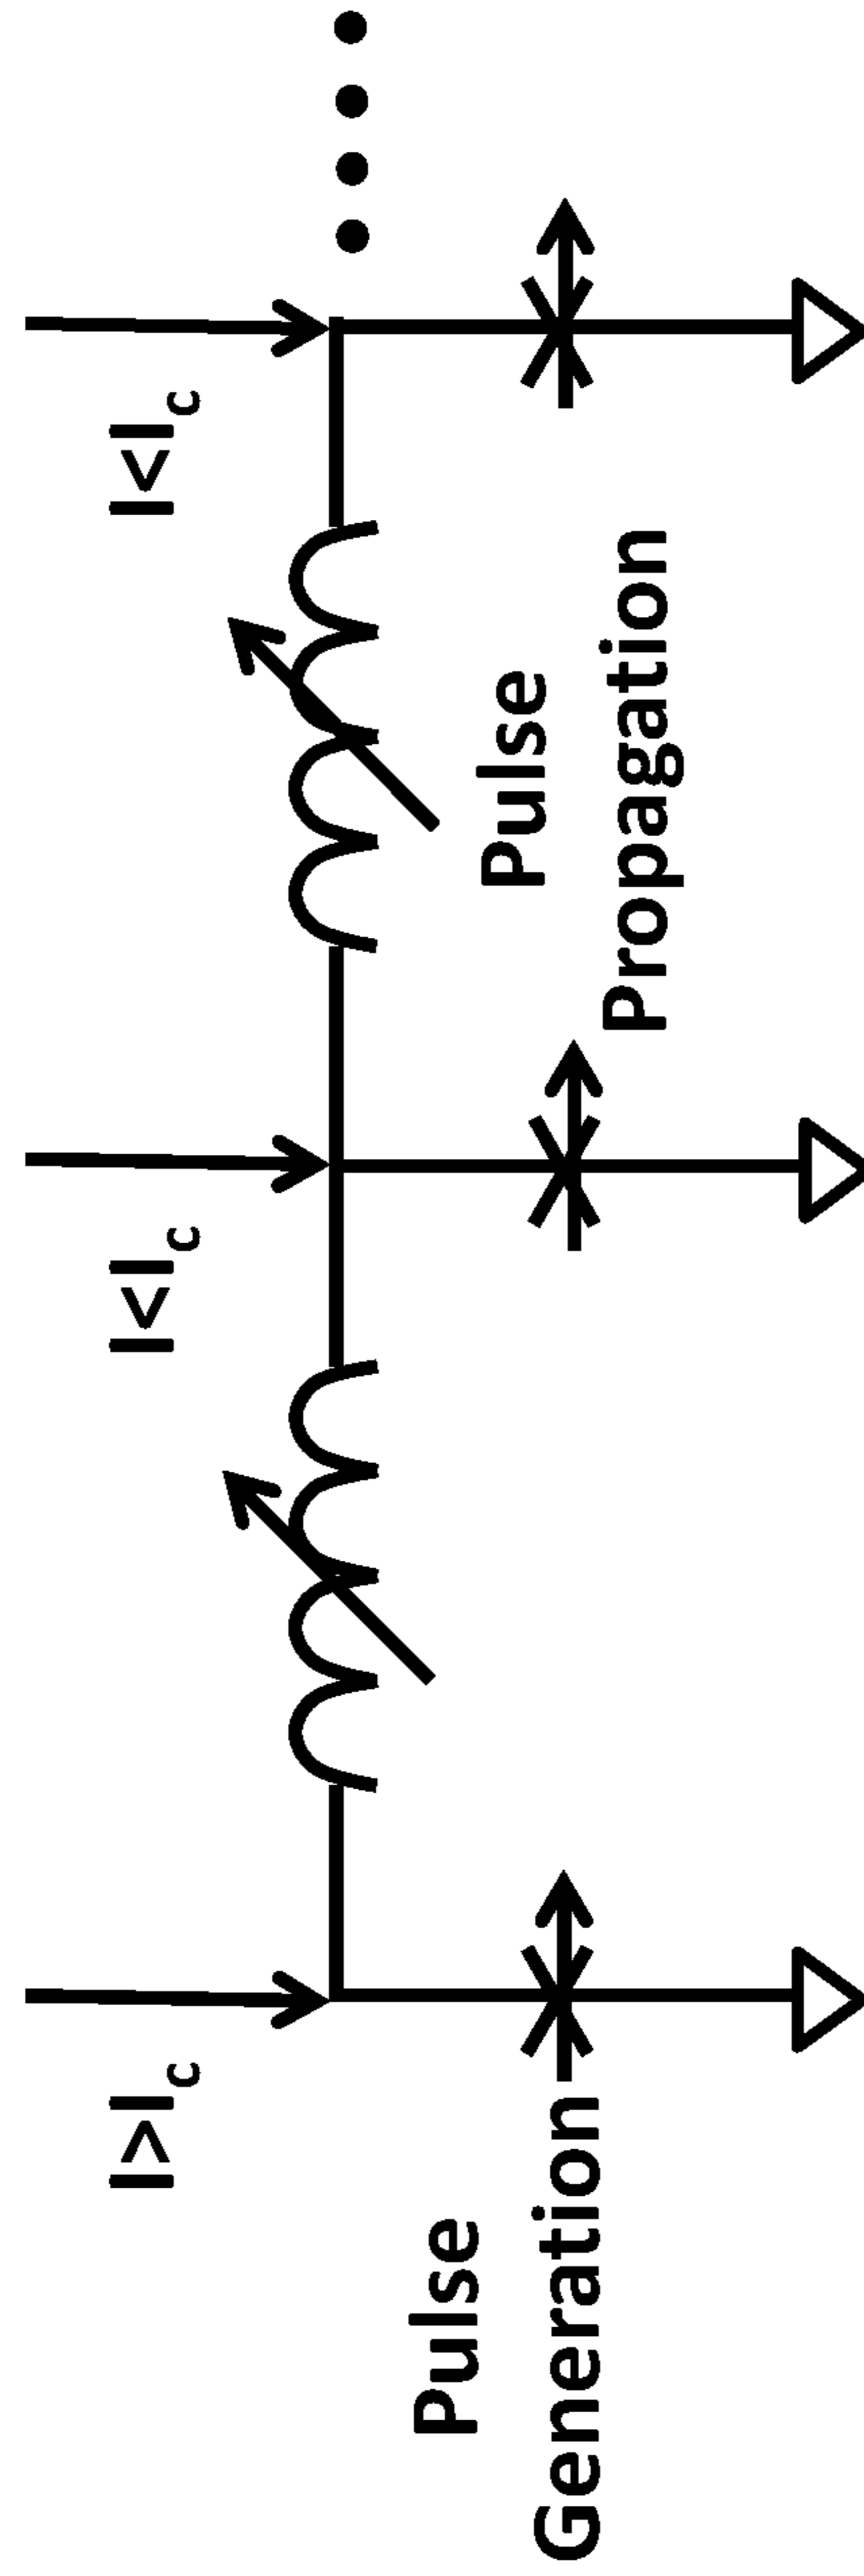 I>Ic
I<Ic
I<Ic
Pulse
Generation
Pulse
Propagation